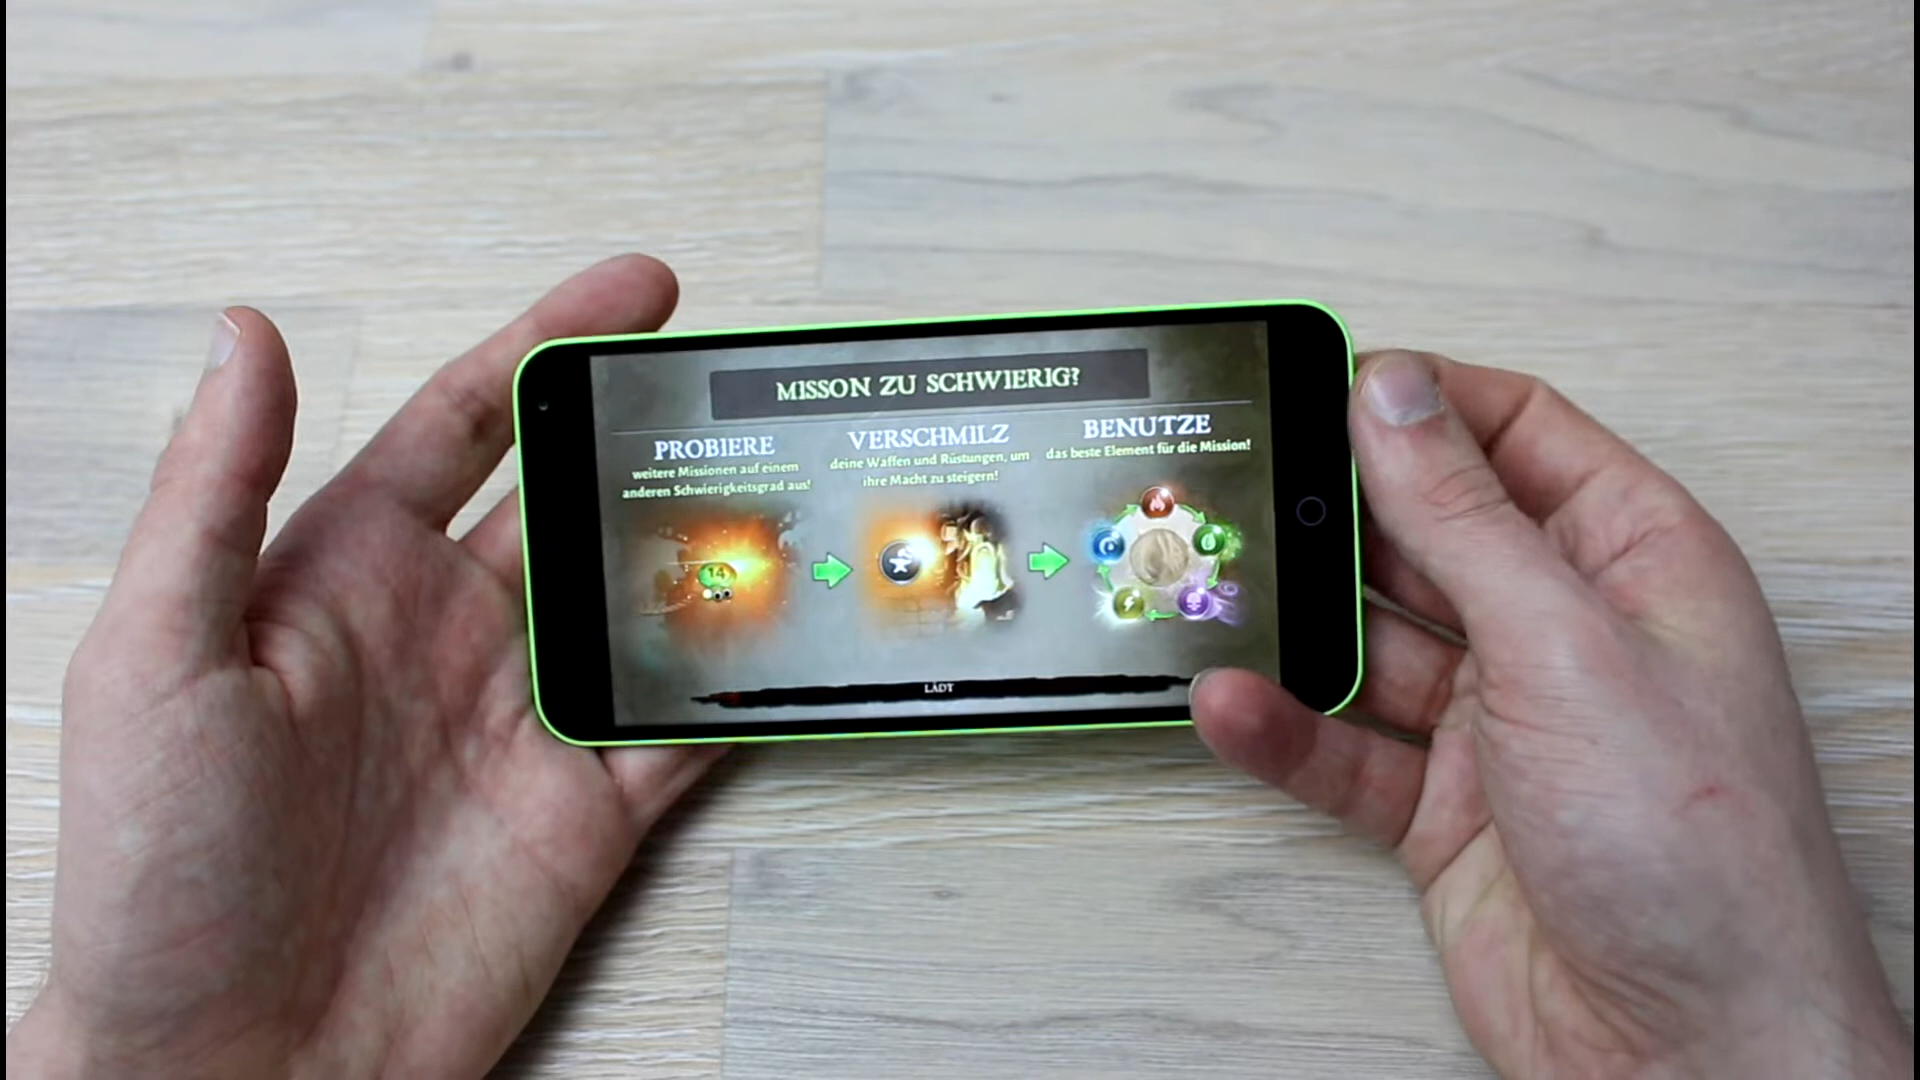 MISSON ZU SCHWIERIG?
PROBIERE
weitere Missionen auf einem
anderen Schwierigkeitsgrad aus!
VERSCHMILZ
deine Waffen und Rüstungen, um
ihre Macht zu steigern!
BENUTZE
das beste Element für die Mission!
14
LÄDT